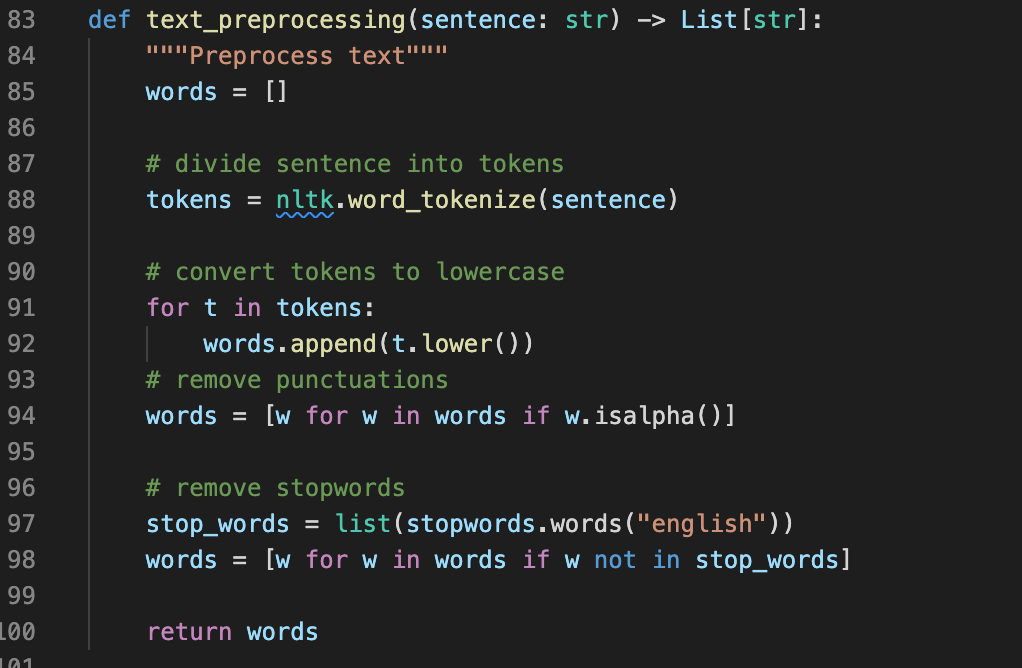 83 def text_preprocessing(sentence: str) -> List[str]:
84 """Preprocess text"""
85 words = []
86
87 # divide sentence into tokens
88 tokens = nltk.word_tokenize(sentence)
89
90 # convert tokens to lowercase
91 for t in tokens:
92 words.append(t.lower())
93 # remove punctuations
94 words = [w for w in words if w.isalpha()]
95
96 # remove stopwords
97 stop_words = list(stopwords.words("english"))
98 words = [w for w in words if w not in stop_words]
99
100 return words
101